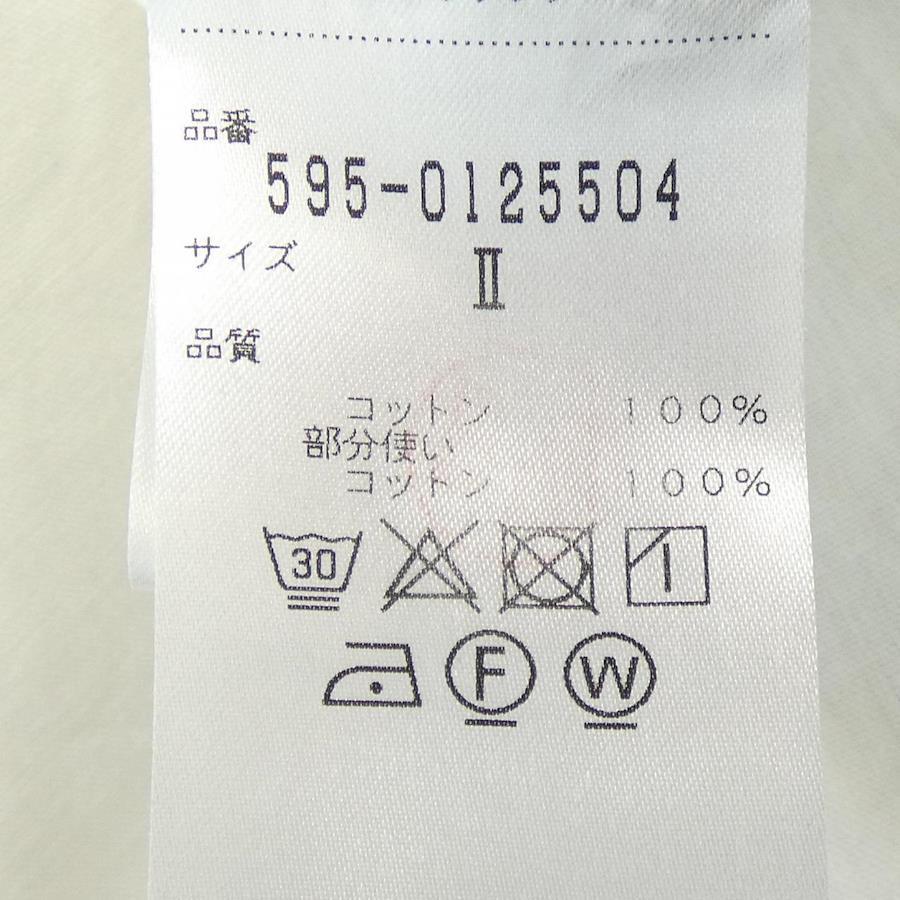 品番
595-0125504
サイズ
Ⅱ
品質
コットン 100%
部分使い
コットン 100%
30
F W